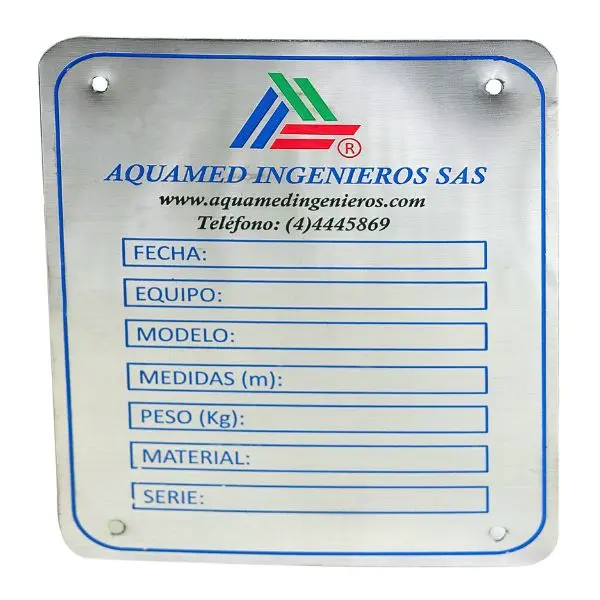 ®
AQUAMED INGENIEROS SAS
www.aquamedingenieros.com
Teléfono: (4)4445869
FECHA:
EQUIPO:
MODELO:
MEDIDAS (m):
PESO (Kg):
MATERIAL:
SERIE: